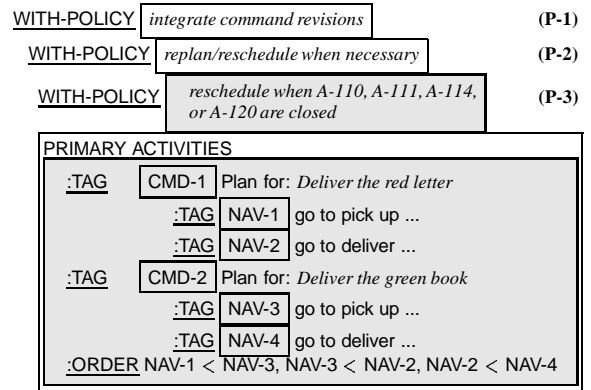 WITH-POLICY integrate command revisions (P-1)
WITH-POLICY replan/reschedule when necessary (P-2)
WITH-POLICY reschedule when A-110, A-111, A-114, (P-3)
or A-120 are closed
PRIMARY ACTIVITIES
:TAG CMD-1 Plan for: Deliver the red letter
:TAG NAV-1 go to pick up ...
:TAG NAV-2 go to deliver ...
:TAG CMD-2 Plan for: Deliver the green book
:TAG NAV-3 go to pick up ...
:TAG NAV-4 go to deliver ...
:ORDER NAV-1 < NAV-3, NAV-3 < NAV-2, NAV-2 < NAV-4